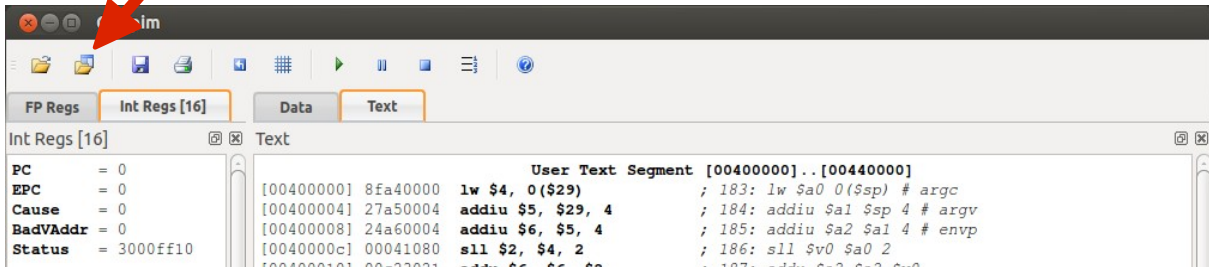 im
FP Regs Int Regs [16] Data Text
Int Regs [16] Text
PC = 0 User Text Segment [00400000]..[00440000]
EPC = 0 [00400000] 8fa40000 lw $4, 0($29) ; 183: lw $a0 0($sp) # argc
Cause = 0 [00400004] 27a50004 addiu $5, $29, 4 ; 184: addiu $a1 $sp 4 # argv
BadVAddr = 0 [00400008] 24a60004 addiu $6, $5, 4 ; 185: addiu $a2 $a1 4 # envp
Status = 3000ff10 [0040000c] 00041080 sll $2, $4, 2 ; 186: sll $v0 $a0 2